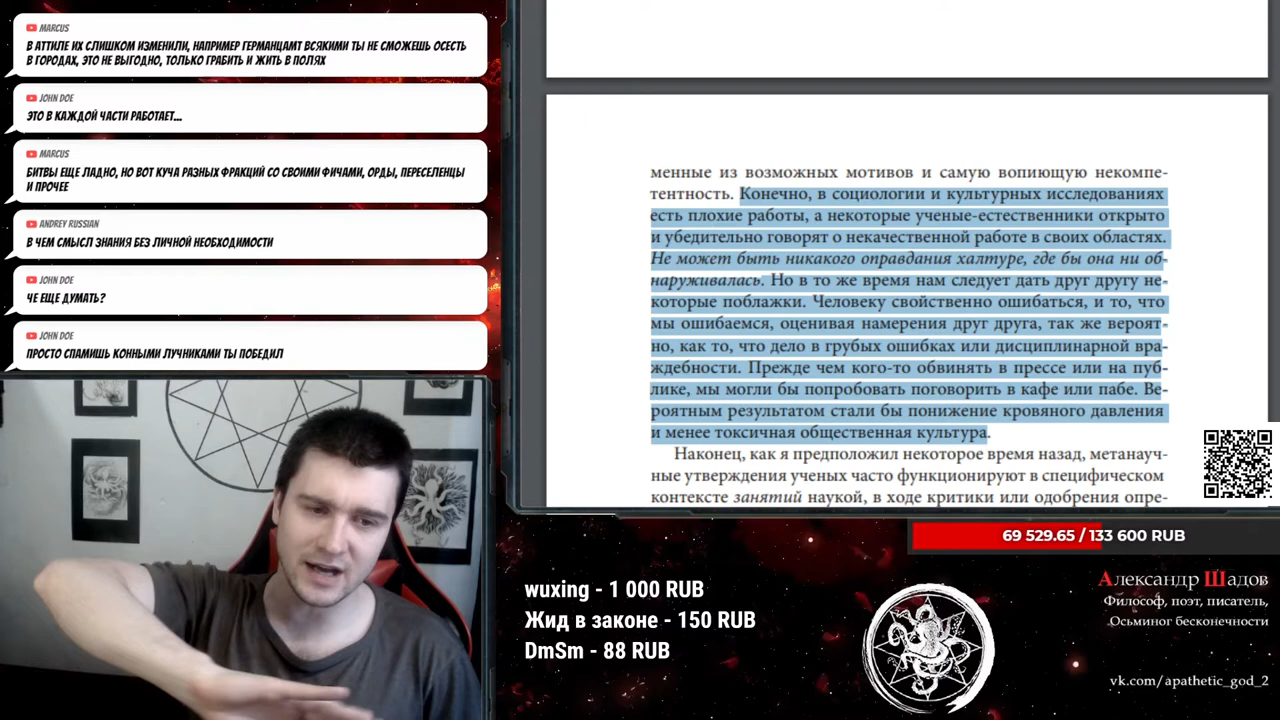 MARCUS
В АТТИЛЕ ИХ СЛИШКОМ ИЗМЕНИЛИ, НАПРИМЕР ГЕРМАНЦАМТ ВСЯКИМИ ТЫ НЕ СМОЖЕШЬ ОСЕСТЬ
В ГОРОДАХ, ЭТО НЕ ВЫГОДНО, ТОЛЬКО ГРАБИТЬ И ЖИТЬ В ПОЛЯХ
JOHN DOE
ЭТО В КАЖДОЙ ЧАСТИ РАБОТАЕТ...
MARCUS
БИТВЫ ЕЩЕ ЛАДНО, НО ВОТ КУЧА РАЗНЫХ ФРАКЦИЙ СО СВОИМИ ФИЧАМИ, ОРДЫ, ПЕРЕСЕЛЕНЦЫ
И ПРОЧЕЕ
ANDREY RUSSIAN
В ЧЕМ СМЫСЛ ЗНАНИЯ БЕЗ ЛИЧНОЙ НЕОБХОДИМОСТИ
JOHN DOE
ЧЕ ЕЩЕ ДУМАТЬ?
JOHN DOE
ПРОСТО СПАМИШЬ КОННЫМИ ЛУЧНИКАМИ ТЫ ПОБЕДИЛ
менные из возможных мотивов и самую вопиющую некомпе-
тентность. Конечно, в социологии и культурных исследованиях
есть плохие работы, а некоторые ученые-естественники открыто
и убедительно говорят о некачественной работе в своих областях.
Не может быть никакого оправдания халтуре, где бы она ни об-
наруживалась. Но в то же время нам следует дать друг другу не-
которые поблажки. Человеку свойственно ошибаться, и то, что
мы ошибаемся, оценивая намерения друг друга, так же вероят-
но, как то, что дело в грубых ошибках или дисциплинарной вра-
ждебности. Прежде чем кого-то обвинять в прессе или на пуб-
лике, мы могли бы попробовать поговорить в кафе или пабе. Ве-
роятным результатом стали бы понижение кровяного давления
и менее токсичная общественная культура.
Наконец, как я предположил некоторое время назад, метанауч-
ные утверждения ученых часто функционируют в специфическом
контексте занятий наукой, в ходе критики или одобрения опре-
69 529.65 / 133 600 RUB
wuxing - 1 000 RUB
Жид в законе - 150 RUB
DmSm - 88 RUB
Александр Шадов
Философ, поэт, писатель,
Осьминог бесконечности
vk.com/apathetic_god_2